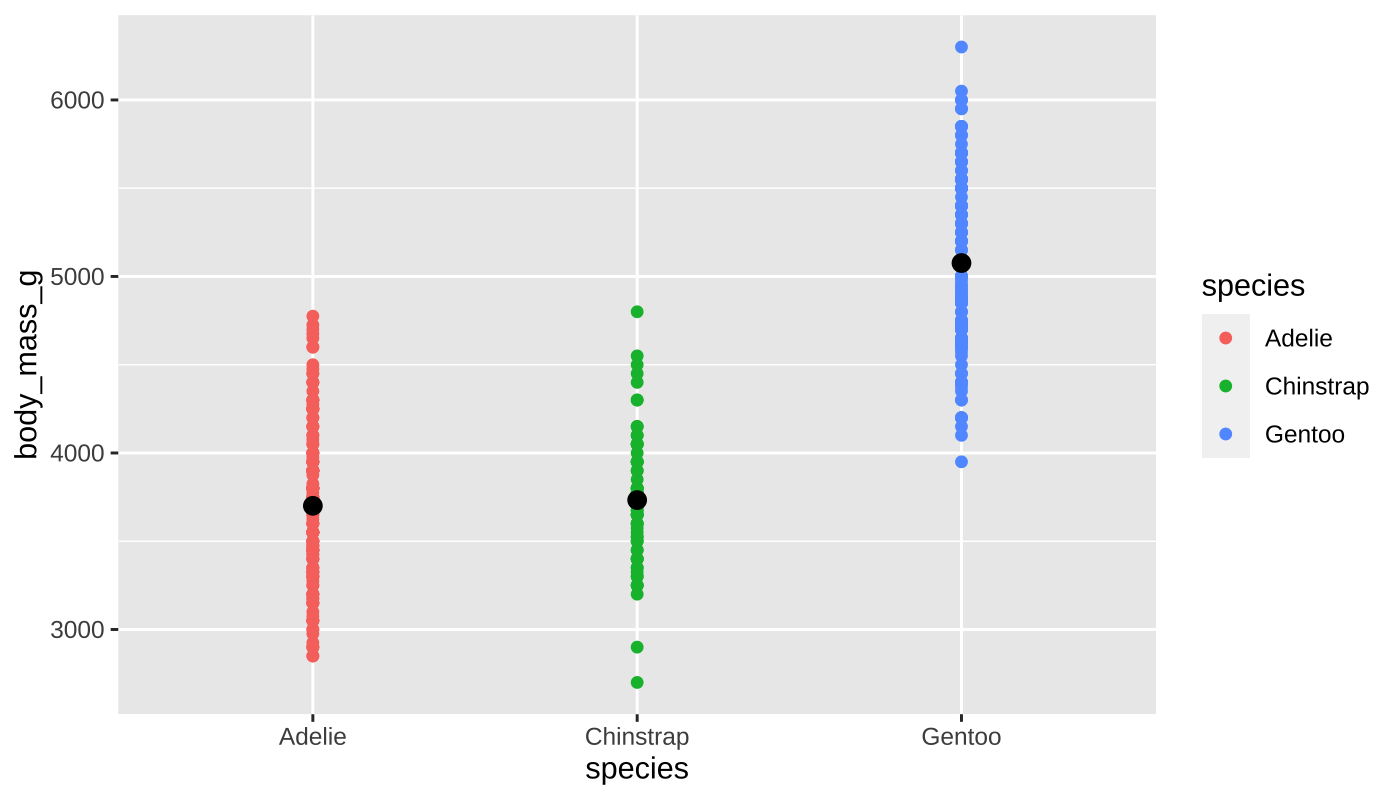 body_mass_g
6000
5000
4000
3000
Adelie
Chinstrap
Gentoo
species
species
Adelie
Chinstrap
Gentoo